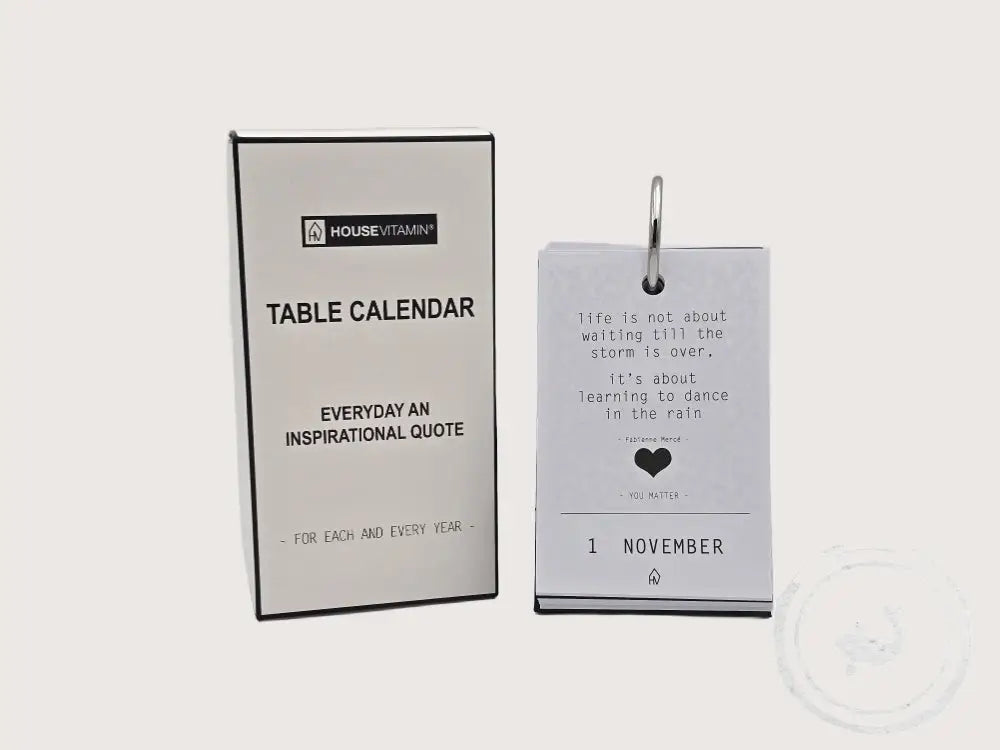 HOUSEVITAMIN®
TABLE CALENDAR
EVERYDAY AN
INSPIRATIONAL QUOTE
- FOR EACH AND EVERY YEAR -
life is not about
waiting till the
storm is over,
it's about
learning to dance
in the rain
- Fabienne Mercé -
- YOU MATTER -
1 NOVEMBER
HV